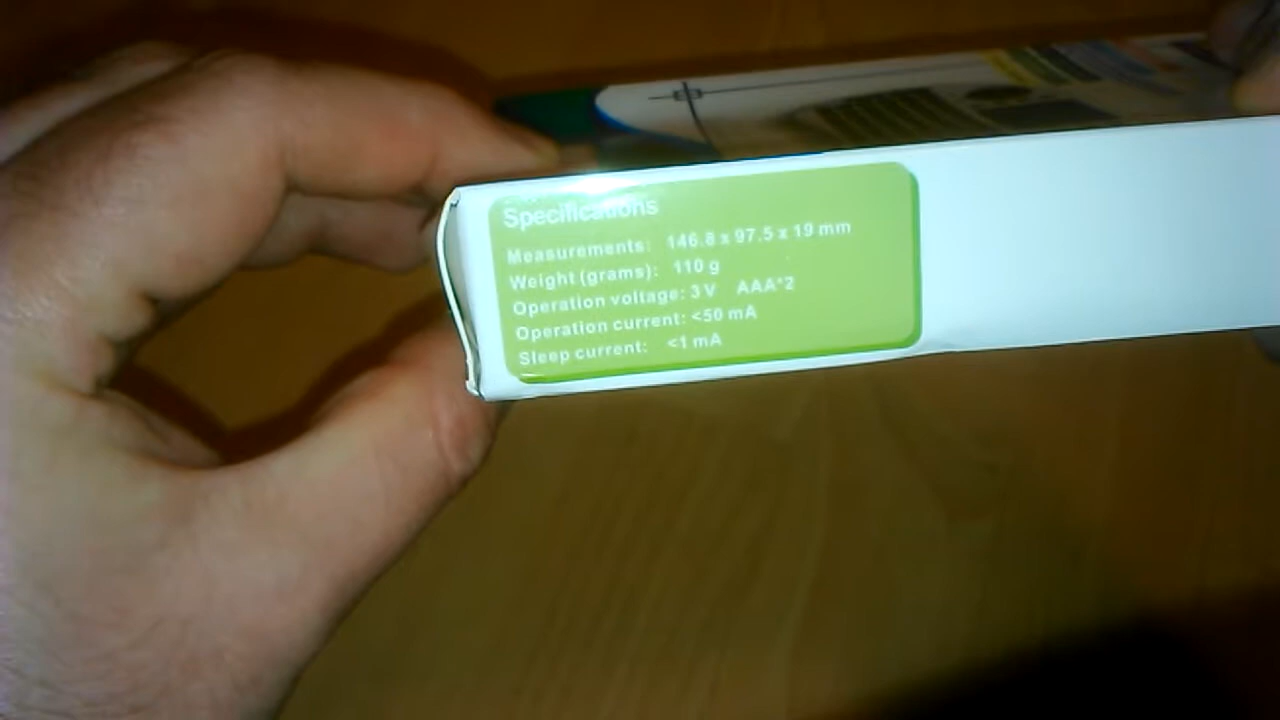 Specifications
Measurements: 146.8 x 97.5 x 19 mm
Weight (grams): 110 g
Operation voltage: 3 V AAA*2
Operation current: <50 mA
Sleep current: <1 mA